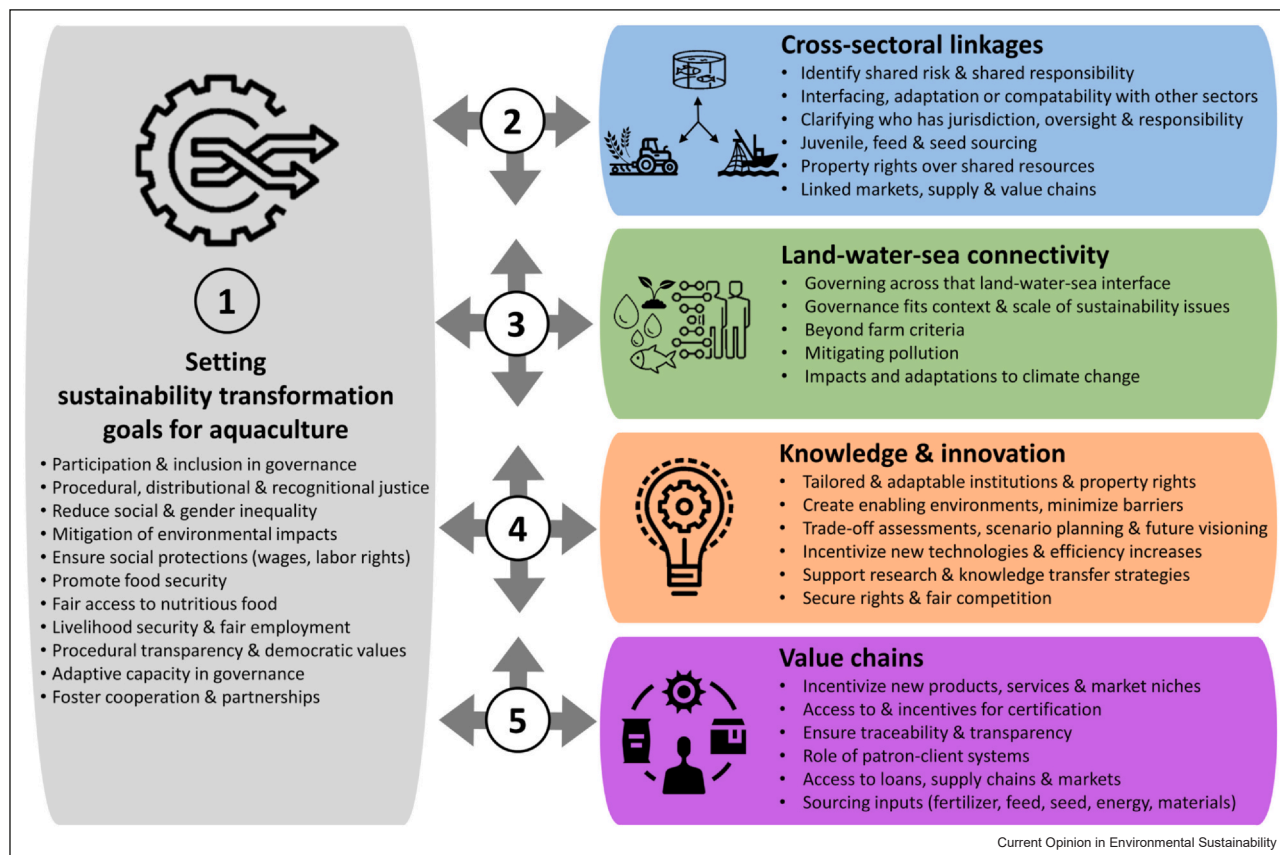 1
Setting
sustainability transformation
goals for aquaculture
• Participation & inclusion in governance
• Procedural, distributional & recognitional justice
• Reduce social & gender inequality
• Mitigation of environmental impacts
• Ensure social protections (wages, labor rights)
• Promote food security
• Fair access to nutritious food
• Livelihood security & fair employment
• Procedural transparency & democratic values
• Adaptive capacity in governance
• Foster cooperation & partnerships
2
Cross-sectoral linkages
• Identify shared risk & shared responsibility
• Interfacing, adaptation or compatability with other sectors
• Clarifying who has jurisdiction, oversight & responsibility
• Juvenile, feed & seed sourcing
• Property rights over shared resources
• Linked markets, supply & value chains
3
Land-water-sea connectivity
• Governing across that land-water-sea interface
• Governance fits context & scale of sustainability issues
• Beyond farm criteria
• Mitigating pollution
• Impacts and adaptations to climate change
4
Knowledge & innovation
• Tailored & adaptable institutions & property rights
• Create enabling environments, minimize barriers
• Trade-off assessments, scenario planning & future visioning
• Incentivize new technologies & efficiency increases
• Support research & knowledge transfer strategies
• Secure rights & fair competition
5
Value chains
• Incentivize new products, services & market niches
• Access to & incentives for certification
• Ensure traceability & transparency
• Role of patron-client systems
• Access to loans, supply chains & markets
• Sourcing inputs (fertilizer, feed, seed, energy, materials)
Current Opinion in Environmental Sustainability